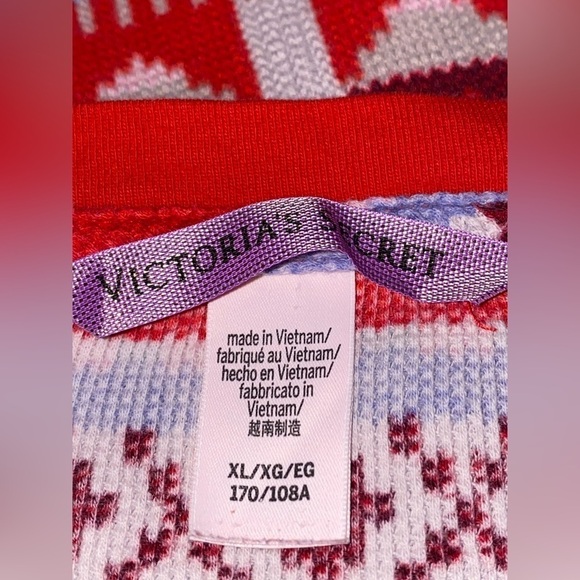 VICTORIA'S SECRET
made in Vietnam/
fabriqué au Vietnam/
hecho en Vietnam/
fabbricato in
Vietnam/
越南制造
XL/XG/EG
170/108A